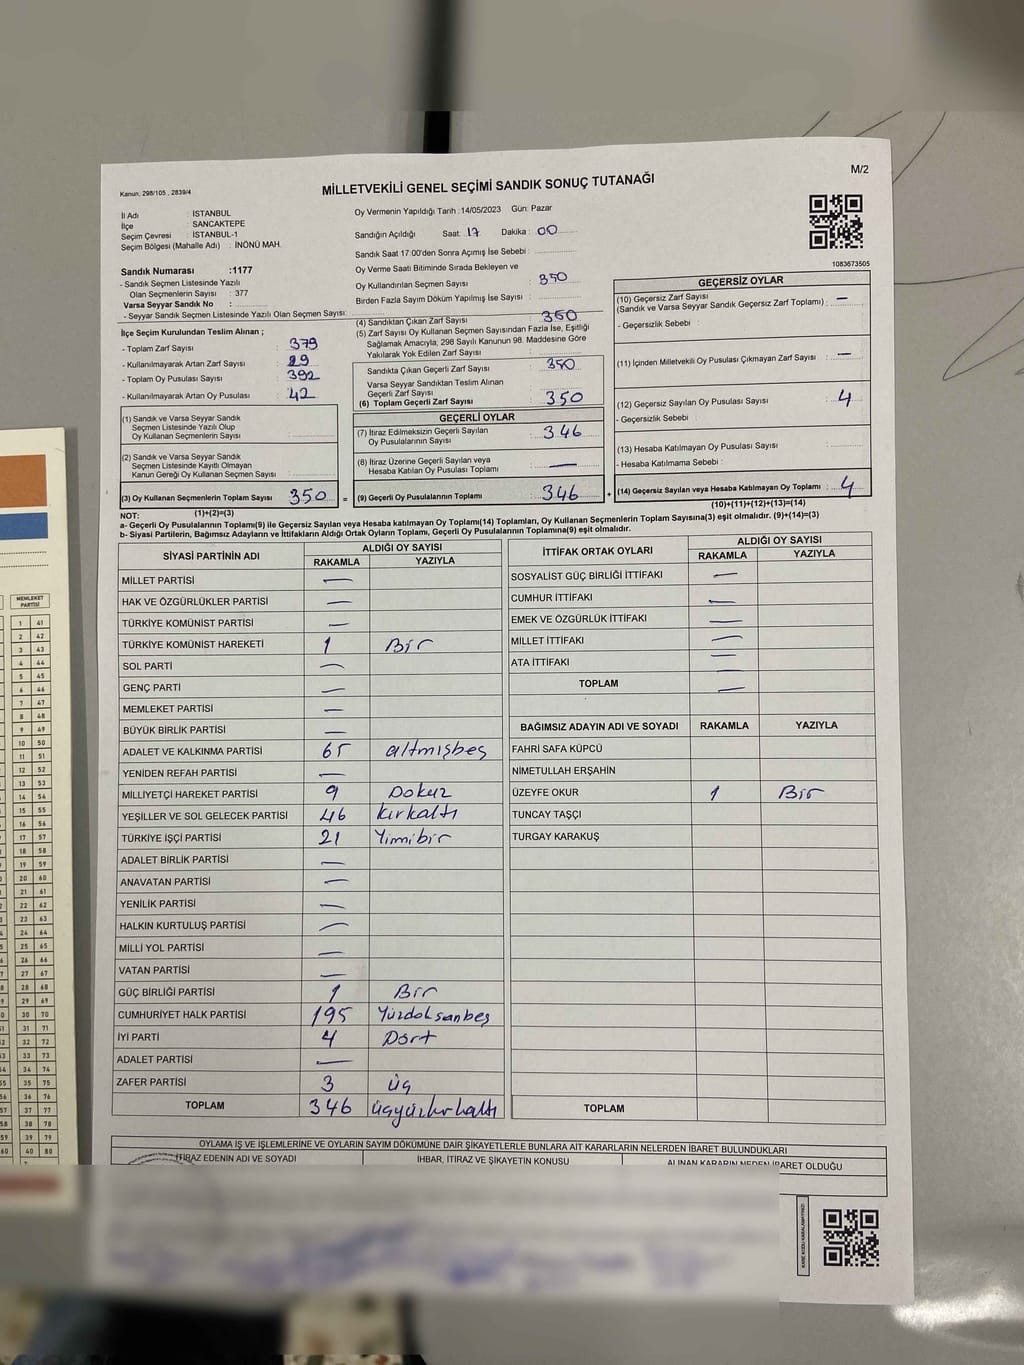 M/2
Kanun: 298/105 , 2839/4
MİLLETVEKİLİ GENEL SEÇİMİ SANDIK SONUÇ TUTANAĞI
İl Adı : İSTANBUL
İlçe : SANCAKTEPE
Seçim Çevresi : İSTANBUL-1
Seçim Bölgesi (Mahalle Adı) : İNÖNÜ MAH.
Sandık Numarası :1177
- Sandık Seçmen Listesinde Yazılı
Olan Seçmenlerin Sayısı : 377
Varsa Seyyar Sandık No :
- Seyyar Sandık Seçmen Listesinde Yazılı Olan Seçmen Sayısı:
İlçe Seçim Kurulundan Teslim Alınan ;
- Toplam Zarf Sayısı : 379
- Kullanılmayarak Artan Zarf Sayısı : 29
- Toplam Oy Pusulası Sayısı : 392
- Kullanılmayarak Artan Oy Pusulası : 42
(1) Sandık ve Varsa Seyyar Sandık
Seçmen Listesinde Yazılı Olup
Oy Kullanan Seçmenlerin Sayısı :
(2) Sandık ve Varsa Seyyar Sandık
Seçmen Listesinde Kayıtlı Olmayan
Kanun Gereği Oy Kullanan Seçmen Sayısı :
(3) Oy Kullanan Seçmenlerin Toplam Sayısı : 350 =
(1)+(2)=(3)
Oy Vermenin Yapıldığı Tarih :14/05/2023 Gün: Pazar
Sandığın Açıldığı Saat: 17 Dakika: 00
Sandık Saat 17:00'den Sonra Açımış İse Sebebi :
Oy Verme Saati Bitiminde Sırada Bekleyen ve
Oy Kullandırılan Seçmen Sayısı : 350
Birden Fazla Sayım Döküm Yapılmış İse Sayısı :
(4) Sandıktan Çıkan Zarf Sayısı : 350
(5) Zarf Sayısı Oy Kullanan Seçmen Sayısından Fazla İse, Eşitliği
Sağlamak Amacıyla; 298 Sayılı Kanunun 98. Maddesine Göre
Yakılarak Yok Edilen Zarf Sayısı :
Sandıkta Çıkan Geçerli Zarf Sayısı : 350
Varsa Seyyar Sandıktan Teslim Alınan
Geçerli Zarf Sayısı :
(6) Toplam Geçerli Zarf Sayısı : 350
GEÇERLİ OYLAR
(7) İtiraz Edilmeksizin Geçerli Sayılan
Oy Pusulalarının Sayısı : 346
(8) İtiraz Üzerine Geçerli Sayılan veya
Hesaba Katılan Oy Pusulası Toplamı : —
(9) Geçerli Oy Pusulalarının Toplamı : 346 +
1083673505
GEÇERSİZ OYLAR
(10) Geçersiz Zarf Sayısı
(Sandık ve Varsa Seyyar Sandık Geçersiz Zarf Toplamı) : —
- Geçersizlik Sebebi :
(11) İçinden Milletvekili Oy Pusulası Çıkmayan Zarf Sayısı : —
(12) Geçersiz Sayılan Oy Pusulası Sayısı : 4
- Geçersizlik Sebebi :
(13) Hesaba Katılmayan Oy Pusulası Sayısı :
- Hesaba Katılmama Sebebi :
(14) Geçersiz Sayılan veya Hesaba Katılmayan Oy Toplamı : 4
(10)+(11)+(12)+(13)=(14)
NOT:
a- Geçerli Oy Pusulalarının Toplamı(9) ile Geçersiz Sayılan veya Hesaba katılmayan Oy Toplamı(14) Toplamları, Oy Kullanan Seçmenlerin Toplam Sayısına(3) eşit olmalıdır. (9)+(14)=(3)
b- Siyasi Partilerin, Bağımsız Adayların ve İttifakların Aldığı Ortak Oyların Toplamı, Geçerli Oy Pusulalarının Toplamına(9) eşit olmalıdır.
SİYASİ PARTİNİN ADI ALDIĞI OY SAYISI
RAKAMLA YAZIYLA
MİLLET PARTİSİ —
HAK VE ÖZGÜRLÜKLER PARTİSİ —
TÜRKİYE KOMÜNİST PARTİSİ —
TÜRKİYE KOMÜNİST HAREKETİ 1 Bir
SOL PARTİ —
GENÇ PARTİ —
MEMLEKET PARTİSİ —
BÜYÜK BİRLİK PARTİSİ —
ADALET VE KALKINMA PARTİSİ 65 altmışbeş
YENİDEN REFAH PARTİSİ —
MİLLİYETÇİ HAREKET PARTİSİ 9 Dokuz
YEŞİLLER VE SOL GELECEK PARTİSİ 46 kırkaltı
TÜRKİYE İŞÇİ PARTİSİ 21 Yirmibir
ADALET BİRLİK PARTİSİ —
ANAVATAN PARTİSİ —
YENİLİK PARTİSİ —
HALKIN KURTULUŞ PARTİSİ —
MİLLİ YOL PARTİSİ —
VATAN PARTİSİ —
GÜÇ BİRLİĞİ PARTİSİ 1 Bir
CUMHURİYET HALK PARTİSİ 195 Yüzdoksanbeş
İYİ PARTİ 4 Dört
ADALET PARTİSİ —
ZAFER PARTİSİ 3 üç
TOPLAM 346 üçyüzkırkaltı
İTTİFAK ORTAK OYLARI ALDIĞI OY SAYISI
RAKAMLA YAZIYLA
SOSYALİST GÜÇ BİRLİĞİ İTTİFAKI —
CUMHUR İTTİFAKI —
EMEK VE ÖZGÜRLÜK İTTİFAKI —
MİLLET İTTİFAKI —
ATA İTTİFAKI —
TOPLAM —
BAĞIMSIZ ADAYIN ADI VE SOYADI RAKAMLA YAZIYLA
FAHRİ SAFA KÜPCÜ
NİMETULLAH ERŞAHİN
ÜZEYFE OKUR 1 Bir
TUNCAY TAŞÇI
TURGAY KARAKUŞ
TOPLAM
OYLAMA İŞ VE İŞLEMLERİNE VE OYLARIN SAYIM DÖKÜMÜNE DAİR ŞİKAYETLERLE BUNLARA AİT KARARLARIN NELERDEN İBARET BULUNDUKLARI
İTİRAZ EDENİN ADI VE SOYADI İHBAR, İTİRAZ VE ŞİKAYETİN KONUSU ALINAN KARARIN NEDEN İBARET OLDUĞU
MEMLEKET
PARTİSİ
1 41
2 42
3 43
4 44
5 45
6 46
7 47
8 48
9 49
10 50
11 51
12 52
13 53
14 54
15 55
16 56
17 57
18 58
19 59
20 60
21 61
22 62
23 63
24 64
25 65
26 66
27 67
28 68
29 69
30 70
31 71
32 72
33 73
34 74
35 75
36 76
37 77
38 78
39 79
40 80